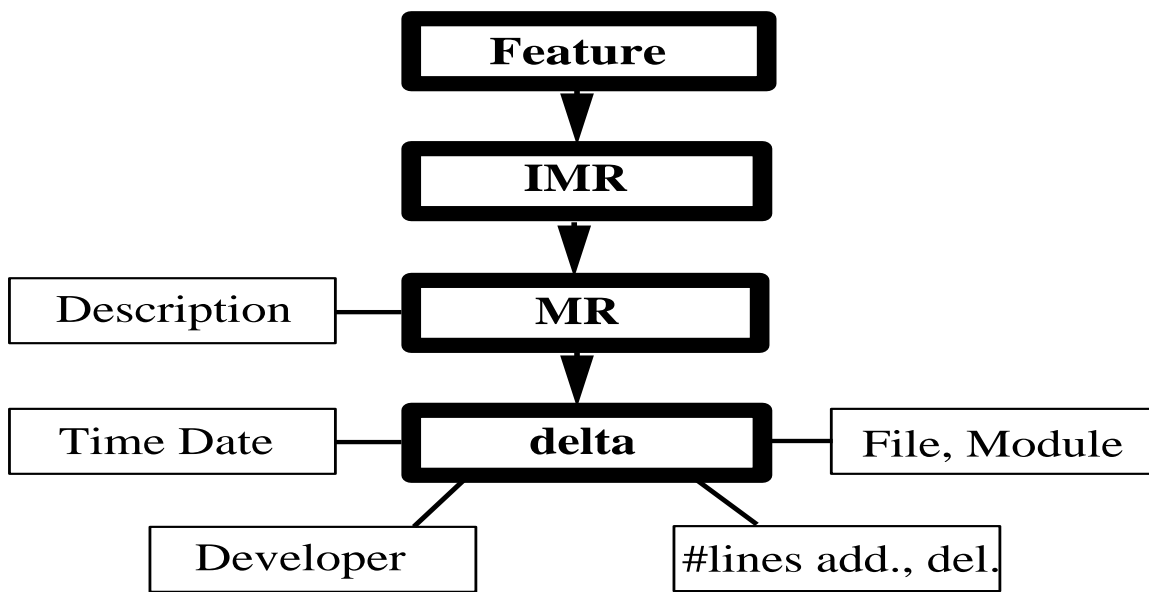 Feature
IMR
Description
MR
Time Date
delta
File, Module
Developer
#lines add., del.